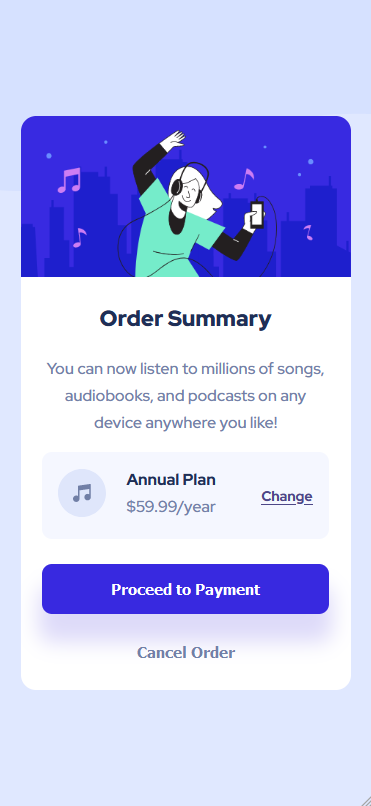 Order Summary
You can now listen to millions of songs,
audiobooks, and podcasts on any
device anywhere you like!
Annual Plan
$59.99/year
Change
Proceed to Payment
Cancel Order